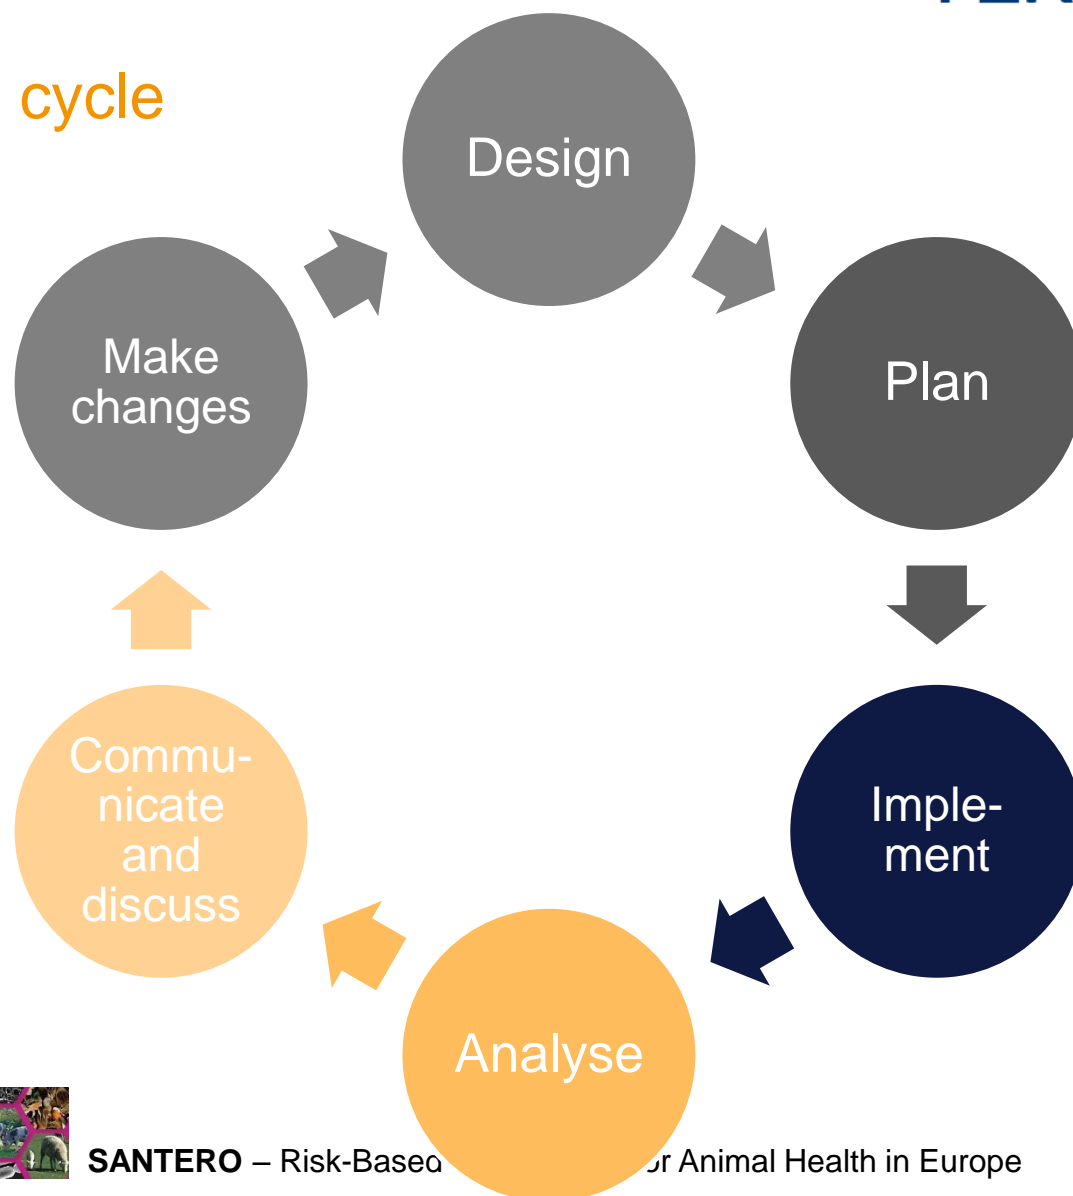 cycle
Design
Make
changes
Plan
Commu-
nicate
and
discuss
Imple-
ment
Analyse
SANTERO – Risk-Based Animal Health in Europe